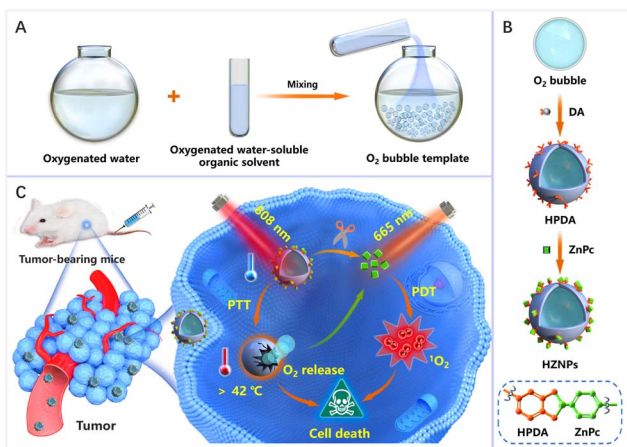 A
Oxygenated water
+
Oxygenated water-soluble
organic solvent
Mixing
O₂ bubble template
B
O₂ bubble
DA
HPDA
ZnPc
HZNPs
HPDA
ZnPc
C
Tumor-bearing mice
Tumor
808 nm
665 nm
PTT
PDT
O₂ release
> 42 ℃
¹O₂
Cell death